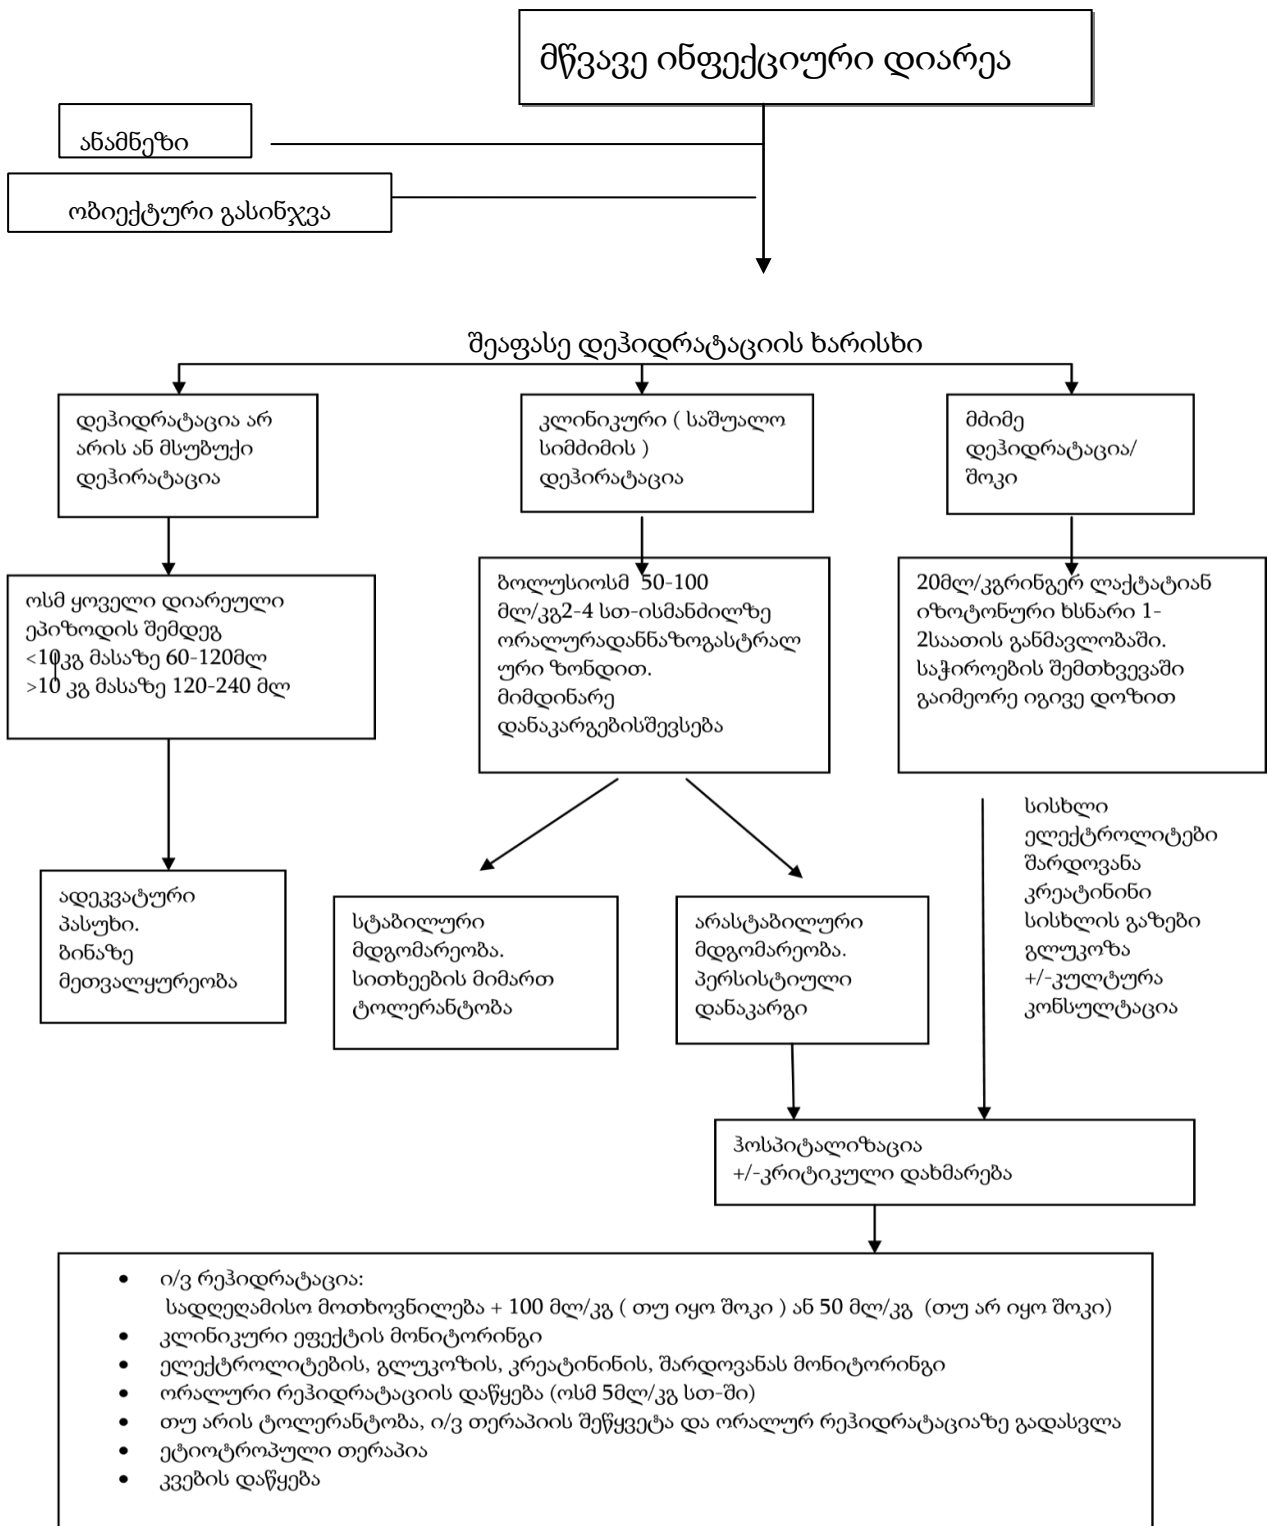 მწვავე ინფექციური დიარეა
ანამნეზი
ობიექტური გასინჯვა
შეაფასე დეჰიდრატაციის ხარისხი
დეჰიდრატაცია არ
არის ან მსუბუქი
დეჰირატაცია
კლინიკური ( საშუალო
სიმძიმის )
დეჰირატაცია
მძიმე
დეჰიდრატაცია/
შოკი
ოსმ ყოველი დიარეული
ეპიზოდის შემდეგ
<10კგ მასაზე 60-120მლ
>10 კგ მასაზე 120-240 მლ
ბოლუსიოსმ 50-100
მლ/კგ2-4 სთ-ისმანძილზე
ორალურადანნაზოგასტრალ
ური ზონდით.
მიმდინარე
დანაკარგებისშევსება
20მლ/კგრინგერ ლაქტატიან
იზოტონური ხსნარი 1-
2საათის განმავლობაში.
საჭიროების შემთხვევაში
გაიმეორე იგივე დოზით
სისხლი
ელექტროლიტები
შარდოვანა
კრეატინინი
სისხლის გაზები
გლუკოზა
+/-კულტურა
კონსულტაცია
ადეკვატური
პასუხი.
ბინაზე
მეთვალყურეობა
სტაბილური
მდგომარეობა.
სითხეების მიმართ
ტოლერანტობა
არასტაბილური
მდგომარეობა.
პერსისტიული
დანაკარგი
ჰოსპიტალიზაცია
+/-კრიტიკული დახმარება
• ი/ვ რეჰიდრატაცია:
სადღეღამისო მოთხოვნილება + 100 მლ/კგ ( თუ იყო შოკი ) ან 50 მლ/კგ (თუ არ იყო შოკი)
• კლინიკური ეფექტის მონიტორინგი
• ელექტროლიტების, გლუკოზის, კრეატინინის, შარდოვანას მონიტორინგი
• ორალური რეჰიდრატაციის დაწყება (ოსმ 5მლ/კგ სთ-ში)
• თუ არის ტოლერანტობა, ი/ვ თერაპიის შეწყვეტა და ორალურ რეჰიდრატაციაზე გადასვლა
• ეტიოტროპული თერაპია
• კვების დაწყება